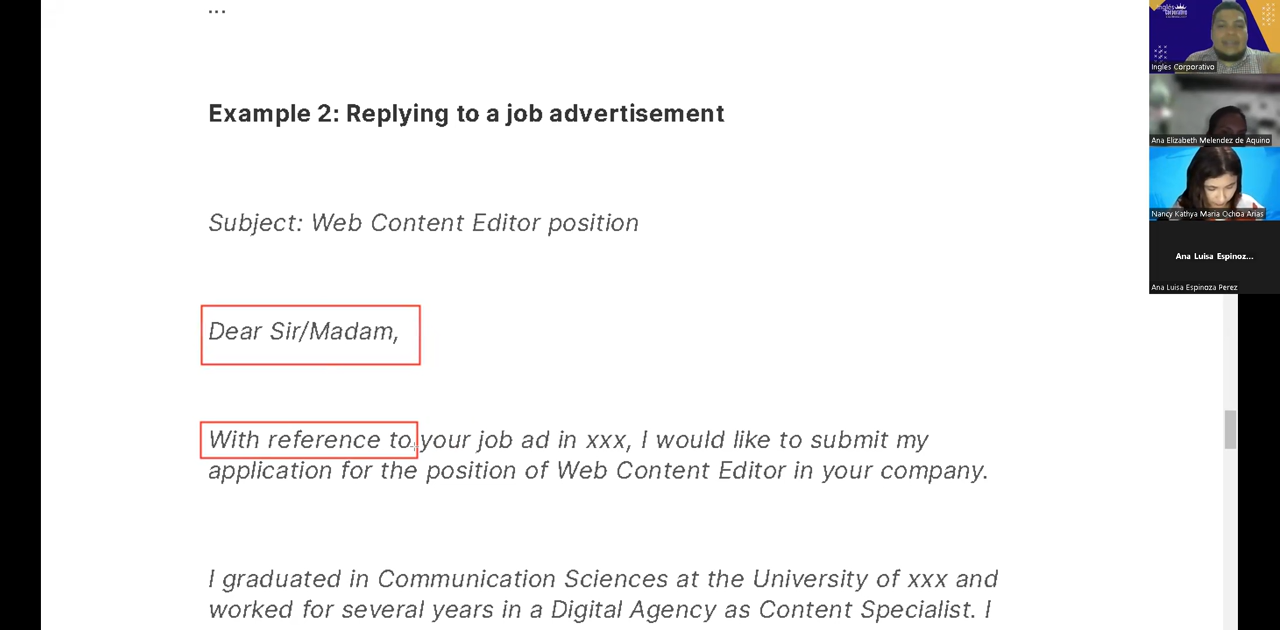 ...
Example 2: Replying to a job advertisement
Subject: Web Content Editor position
Dear Sir/Madam,
With reference to your job ad in xxx, I would like to submit my
application for the position of Web Content Editor in your company.
I graduated in Communication Sciences at the University of xxx and
worked for several years in a Digital Agency as Content Specialist. I
Inglés
Corporativo
Ingles Corporativo
Ana Elizabeth Melendez de Aquino
Nancy Kathya Maria Ochoa Arias
Ana Luisa Espinoz...
Ana Luisa Espinoza Perez